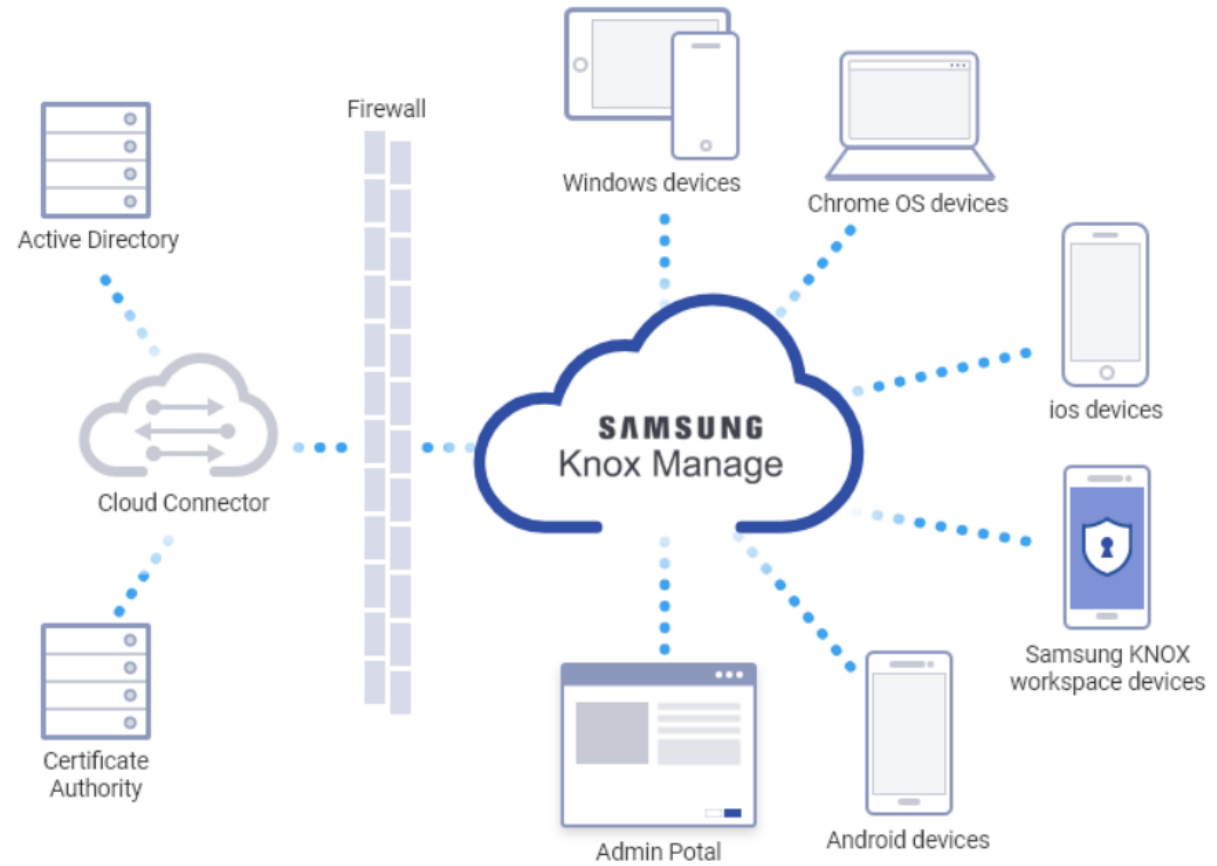 Firewall
Windows devices
Chrome OS devices
Active Directory
ios devices
SAMSUNG
Knox Manage
Cloud Connector
Samsung KNOX
workspace devices
Certificate
Authority
Android devices
Admin Potal